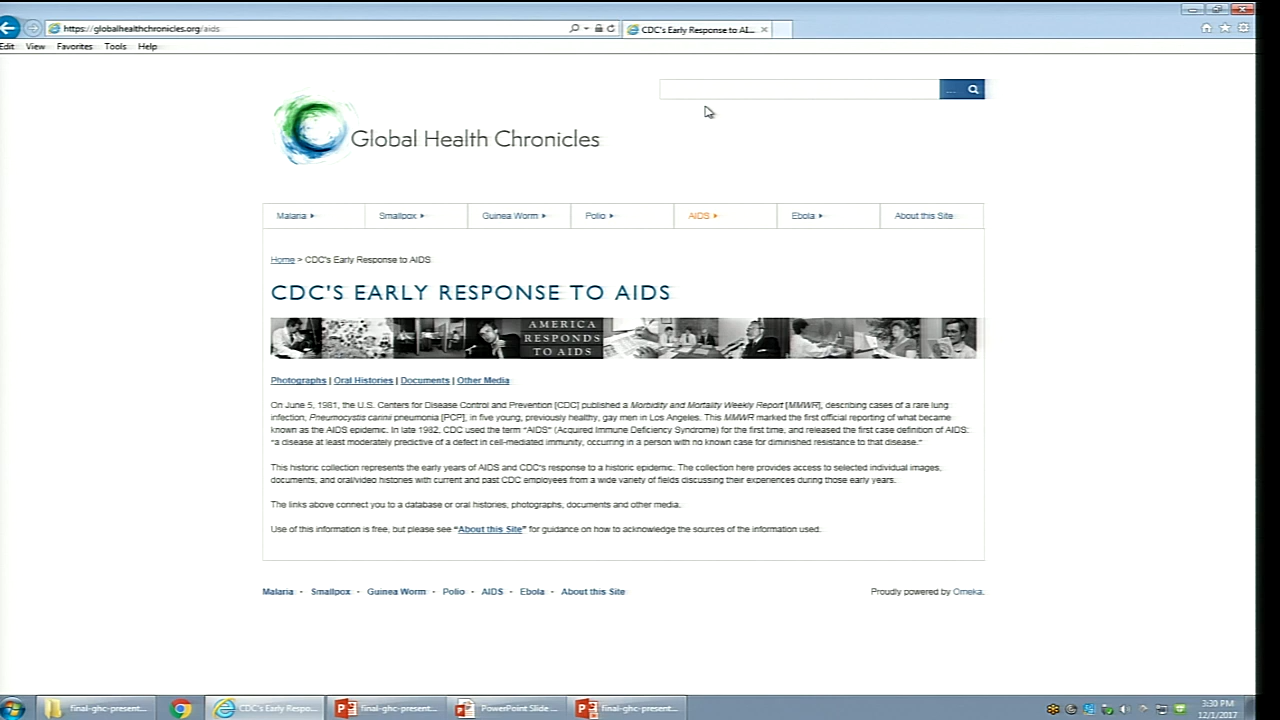 https://globalhealthchronicles.org/aids
CDC's Early Response to AI...
Edit View Favorites Tools Help
Global Health Chronicles
Malaria Smallpox Guinea Worm Polio AIDS Ebola About this Site
Home > CDC's Early Response to AIDS
CDC'S EARLY RESPONSE TO AIDS
AMERICA
RESPONDS
TO AIDS
Photographs | Oral Histories | Documents | Other Media
On June 5, 1981, the U.S. Centers for Disease Control and Prevention [CDC] published a Morbidity and Mortality Weekly Report [MMWR], describing cases of a rare lung
infection, Pneumocystis carinii pneumonia [PCP], in five young, previously healthy, gay men in Los Angeles. This MMWR marked the first official reporting of what became
known as the AIDS epidemic. In late 1982, CDC used the term "AIDS" (Acquired Immune Deficiency Syndrome) for the first time, and released the first case definition of AIDS:
"a disease at least moderately predictive of a defect in cell-mediated immunity, occurring in a person with no known case for diminished resistance to that disease."
This historic collection represents the early years of AIDS and CDC's response to a historic epidemic. The collection here provides access to selected individual images,
documents, and oral/video histories with current and past CDC employees from a wide variety of fields discussing their experiences during those early years.
The links above connect you to a database or oral histories, photographs, documents and other media.
Use of this information is free, but please see "About this Site" for guidance on how to acknowledge the sources of the information used.
Malaria - Smallpox - Guinea Worm - Polio - AIDS - Ebola - About this Site
Proudly powered by Omeka.
final-ghc-present... CDC's Early Respo... final-ghc-present... PowerPoint Slide ... final-ghc-present...
3:30 PM
12/1/2017